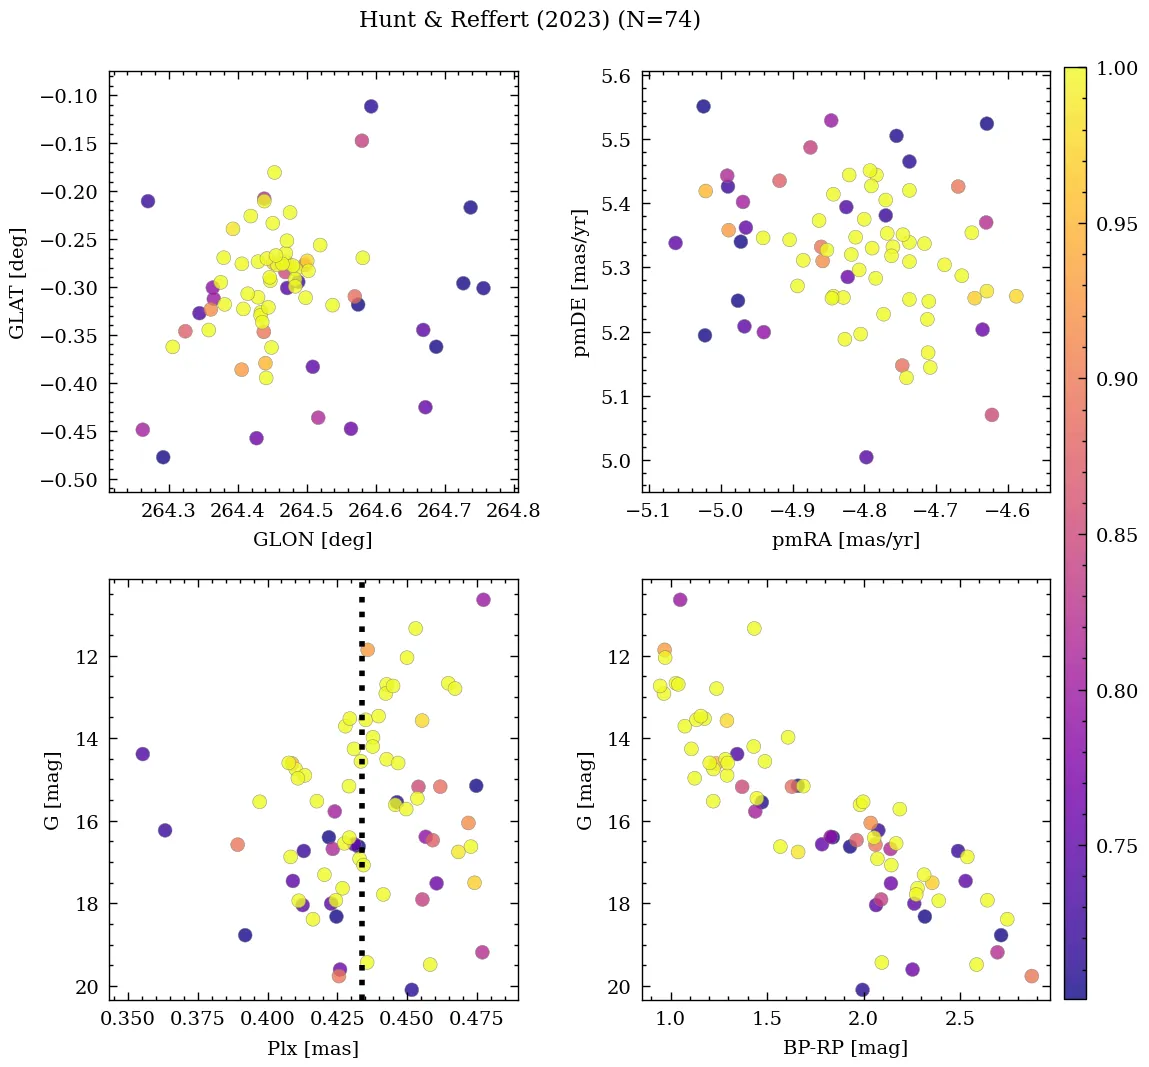 Hunt & Reffert (2023) (N=74)
−0.10
−0.15
−0.20
−0.25
−0.30
−0.35
−0.40
−0.45
−0.50
GLAT [deg]
264.3 264.4 264.5 264.6 264.7 264.8
GLON [deg]
5.6
5.5
5.4
5.3
5.2
5.1
5.0
pmDE [mas/yr]
−5.1 −5.0 −4.9 −4.8 −4.7 −4.6
pmRA [mas/yr]
12
14
16
18
20
G [mag]
0.350 0.375 0.400 0.425 0.450 0.475
Plx [mas]
12
14
16
18
20
G [mag]
1.0 1.5 2.0 2.5
BP-RP [mag]
1.00
0.95
0.90
0.85
0.80
0.75